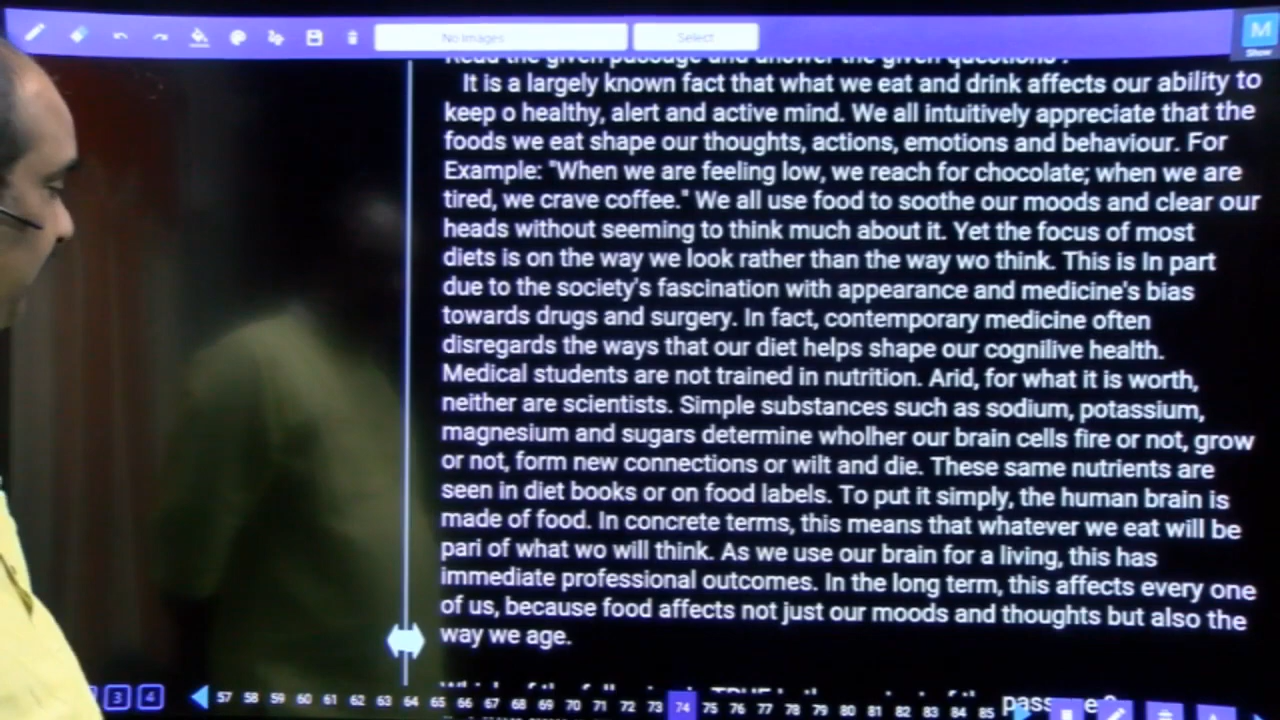 No Images
Select
M
Show
Read the given passage and answer the given questions :
It is a largely known fact that what we eat and drink affects our ability to
keep o healthy, alert and active mind. We all intuitively appreciate that the
foods we eat shape our thoughts, actions, emotions and behaviour. For
Example: "When we are feeling low, we reach for chocolate; when we are
tired, we crave coffee." We all use food to soothe our moods and clear our
heads without seeming to think much about it. Yet the focus of most
diets is on the way we look rather than the way wo think. This is In part
due to the society's fascination with appearance and medicine's bias
towards drugs and surgery. In fact, contemporary medicine often
disregards the ways that our diet helps shape our cognilive health.
Medical students are not trained in nutrition. Arid, for what it is worth,
neither are scientists. Simple substances such as sodium, potassium,
magnesium and sugars determine wholher our brain cells fire or not, grow
or not, form new connections or wilt and die. These same nutrients are
seen in diet books or on food labels. To put it simply, the human brain is
made of food. In concrete terms, this means that whatever we eat will be
pari of what wo will think. As we use our brain for a living, this has
immediate professional outcomes. In the long term, this affects every one
of us, because food affects not just our moods and thoughts but also the
way we age.
3 4 57 58 59 60 61 62 63 64 65 66 67 68 69 70 71 72 73 74 75 76 77 78 79 80 81 82 83 84 85